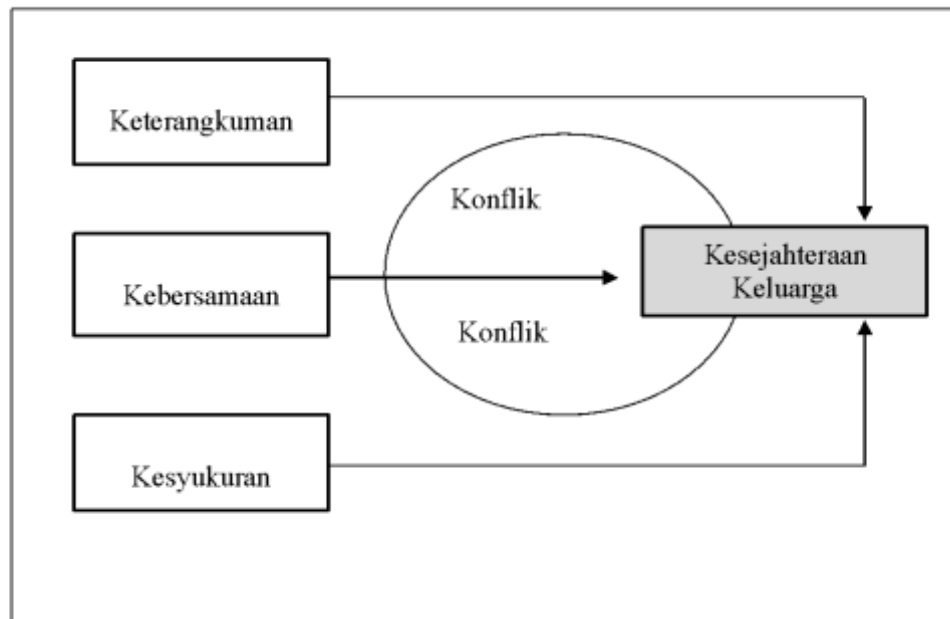 Keterangkuman
Konflik
Kebersamaan
Kesejahteraan
Keluarga
Konflik
Kesyukuran